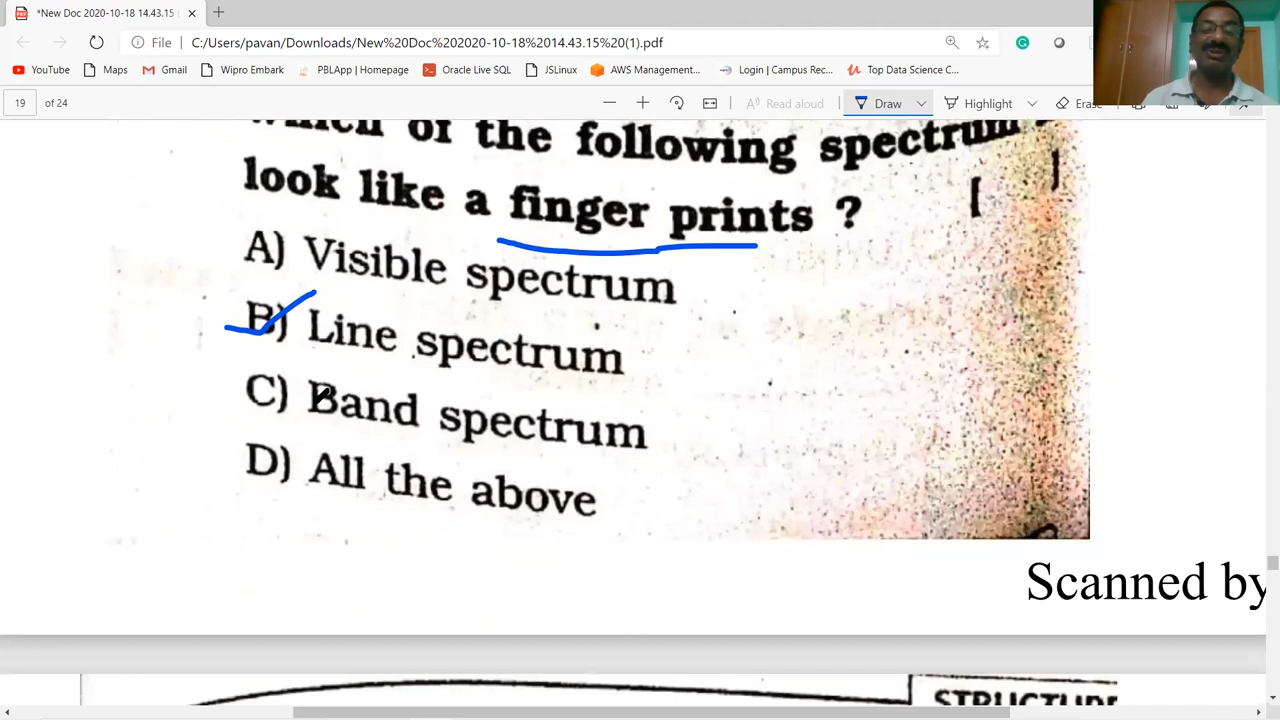 *New Doc 2020-10-18 14.43.15
File C:/Users/pavan/Downloads/New%20Doc%202020-10-18%2014.43.15%20(1).pdf
YouTube Maps Gmail Wipro Embark PBLApp | Homepage Oracle Live SQL JSLinux AWS Management... Login | Campus Rec... Top Data Science C...
19 of 24 Read aloud Draw Highlight Erase
which of the following spectrum
look like a finger prints ? [ ]
A) Visible spectrum
B) Line spectrum
C) Band spectrum
D) All the above
Scanned by